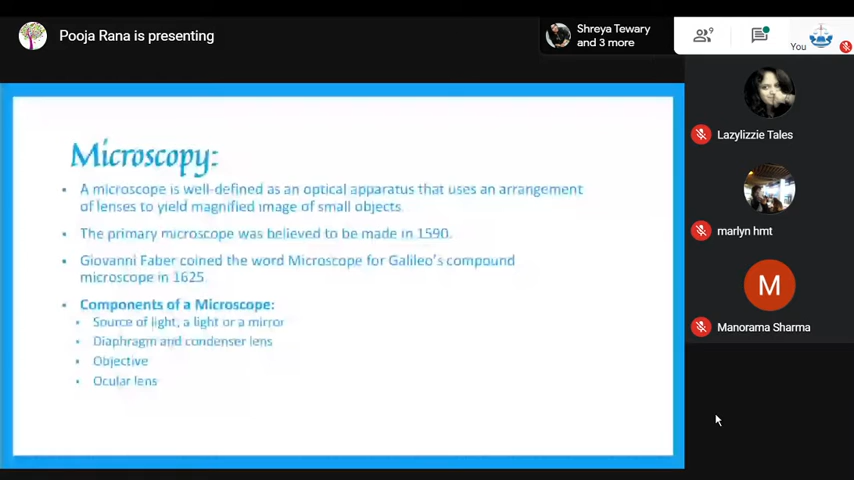 Pooja Rana is presenting
Shreya Tewary
and 3 more
9
You
Microscopy:
A microscope is well-defined as an optical apparatus that uses an arrangement
of lenses to yield magnified image of small objects.
The primary microscope was believed to be made in 1590.
Giovanni Faber coined the word Microscope for Galileo's compound
microscope in 1625.
Components of a Microscope:
Source of light, a light or a mirror
Diaphragm and condenser lens
Objective
Ocular lens
Lazylizzie Tales
marlyn hmt
M
Manorama Sharma